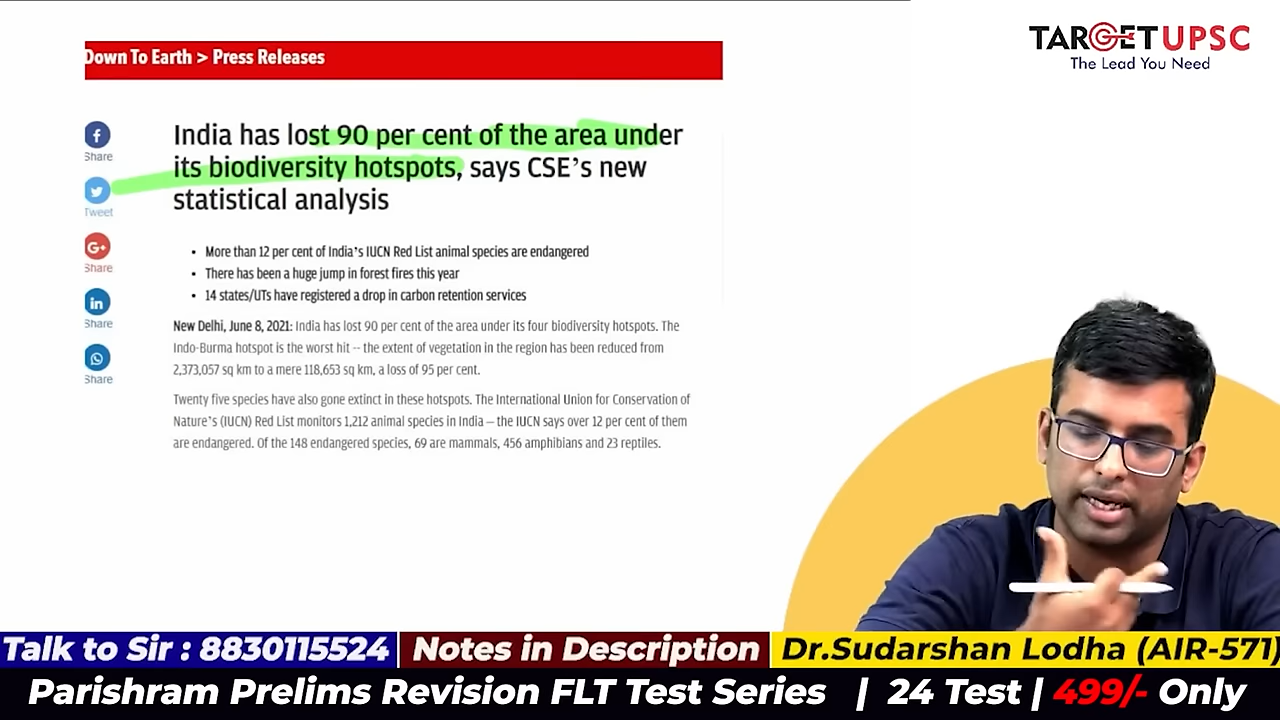 Down To Earth > Press Releases
TARGET UPSC
The Lead You Need
Share
Tweet
Share
Share
Share
India has lost 90 per cent of the area under
its biodiversity hotspots, says CSE's new
statistical analysis
• More than 12 per cent of India's IUCN Red List animal species are endangered
• There has been a huge jump in forest fires this year
• 14 states/UTs have registered a drop in carbon retention services
New Delhi, June 8, 2021: India has lost 90 per cent of the area under its four biodiversity hotspots. The
Indo-Burma hotspot is the worst hit -- the extent of vegetation in the region has been reduced from
2,373,057 sq km to a mere 118,653 sq km, a loss of 95 per cent.
Twenty five species have also gone extinct in these hotspots. The International Union for Conservation of
Nature's (IUCN) Red List monitors 1,212 animal species in India — the IUCN says over 12 per cent of them
are endangered. Of the 148 endangered species, 69 are mammals, 456 amphibians and 23 reptiles.
Talk to Sir : 8830115524
Notes in Description
Dr.Sudarshan Lodha (AIR-571)
Parishram Prelims Revision FLT Test Series | 24 Test | 499/- Only